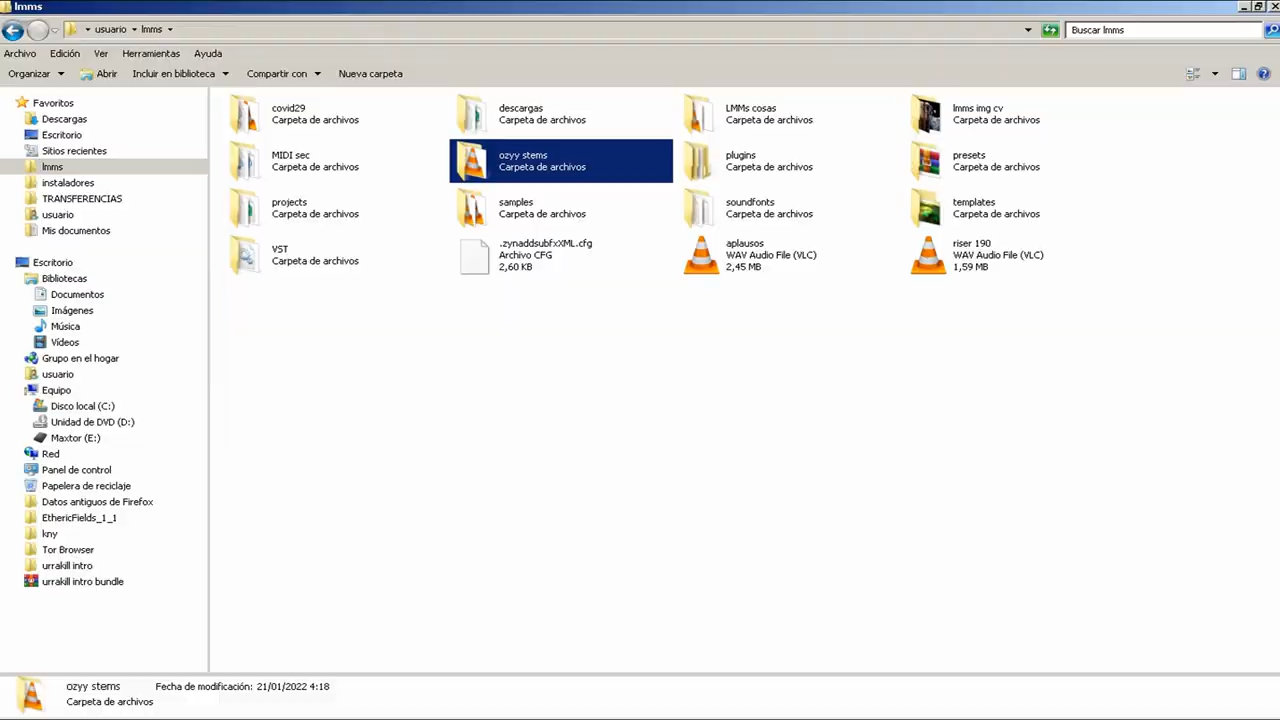 lmms
usuario lmms
Buscar lmms
Archivo Edición Ver Herramientas Ayuda
Organizar Abrir Incluir en biblioteca Compartir con Nueva carpeta
Favoritos
Descargas
Escritorio
Sitios recientes
lmms
instaladores
TRANSFERENCIAS
usuario
Mis documentos
Escritorio
Bibliotecas
Documentos
Imágenes
Música
Vídeos
Grupo en el hogar
usuario
Equipo
Disco local (C:)
Unidad de DVD (D:)
Maxtor (E:)
Red
Panel de control
Papelera de reciclaje
Datos antiguos de Firefox
EthericFields_1_1
kny
Tor Browser
urrakill intro
urrakill intro bundle
covid29
Carpeta de archivos
descargas
Carpeta de archivos
LMMs cosas
Carpeta de archivos
lmms img cv
Carpeta de archivos
MIDI sec
Carpeta de archivos
ozyy stems
Carpeta de archivos
plugins
Carpeta de archivos
presets
Carpeta de archivos
projects
Carpeta de archivos
samples
Carpeta de archivos
soundfonts
Carpeta de archivos
templates
Carpeta de archivos
VST
Carpeta de archivos
.zynaddsubfxXML.cfg
Archivo CFG
2,60 KB
aplausos
WAV Audio File (VLC)
2,45 MB
riser 190
WAV Audio File (VLC)
1,59 MB
ozyy stems Fecha de modificación: 21/01/2022 4:18
Carpeta de archivos